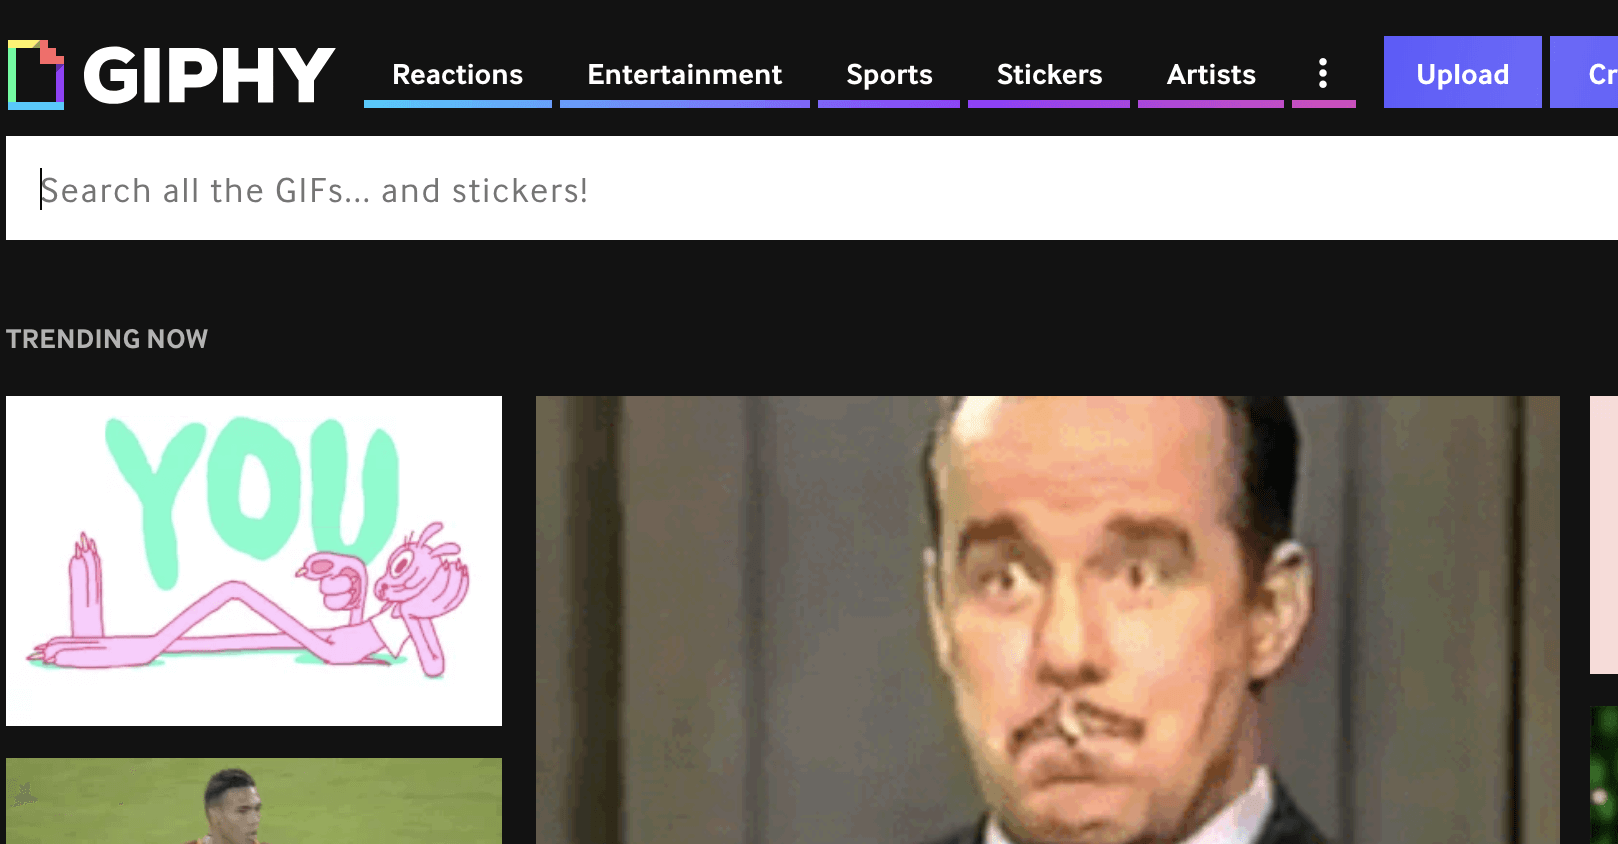 GIPHY
Reactions
Entertainment
Sports
Stickers
Artists
Upload
Cr
Search all the GIFs... and stickers!
TRENDING NOW
YOU